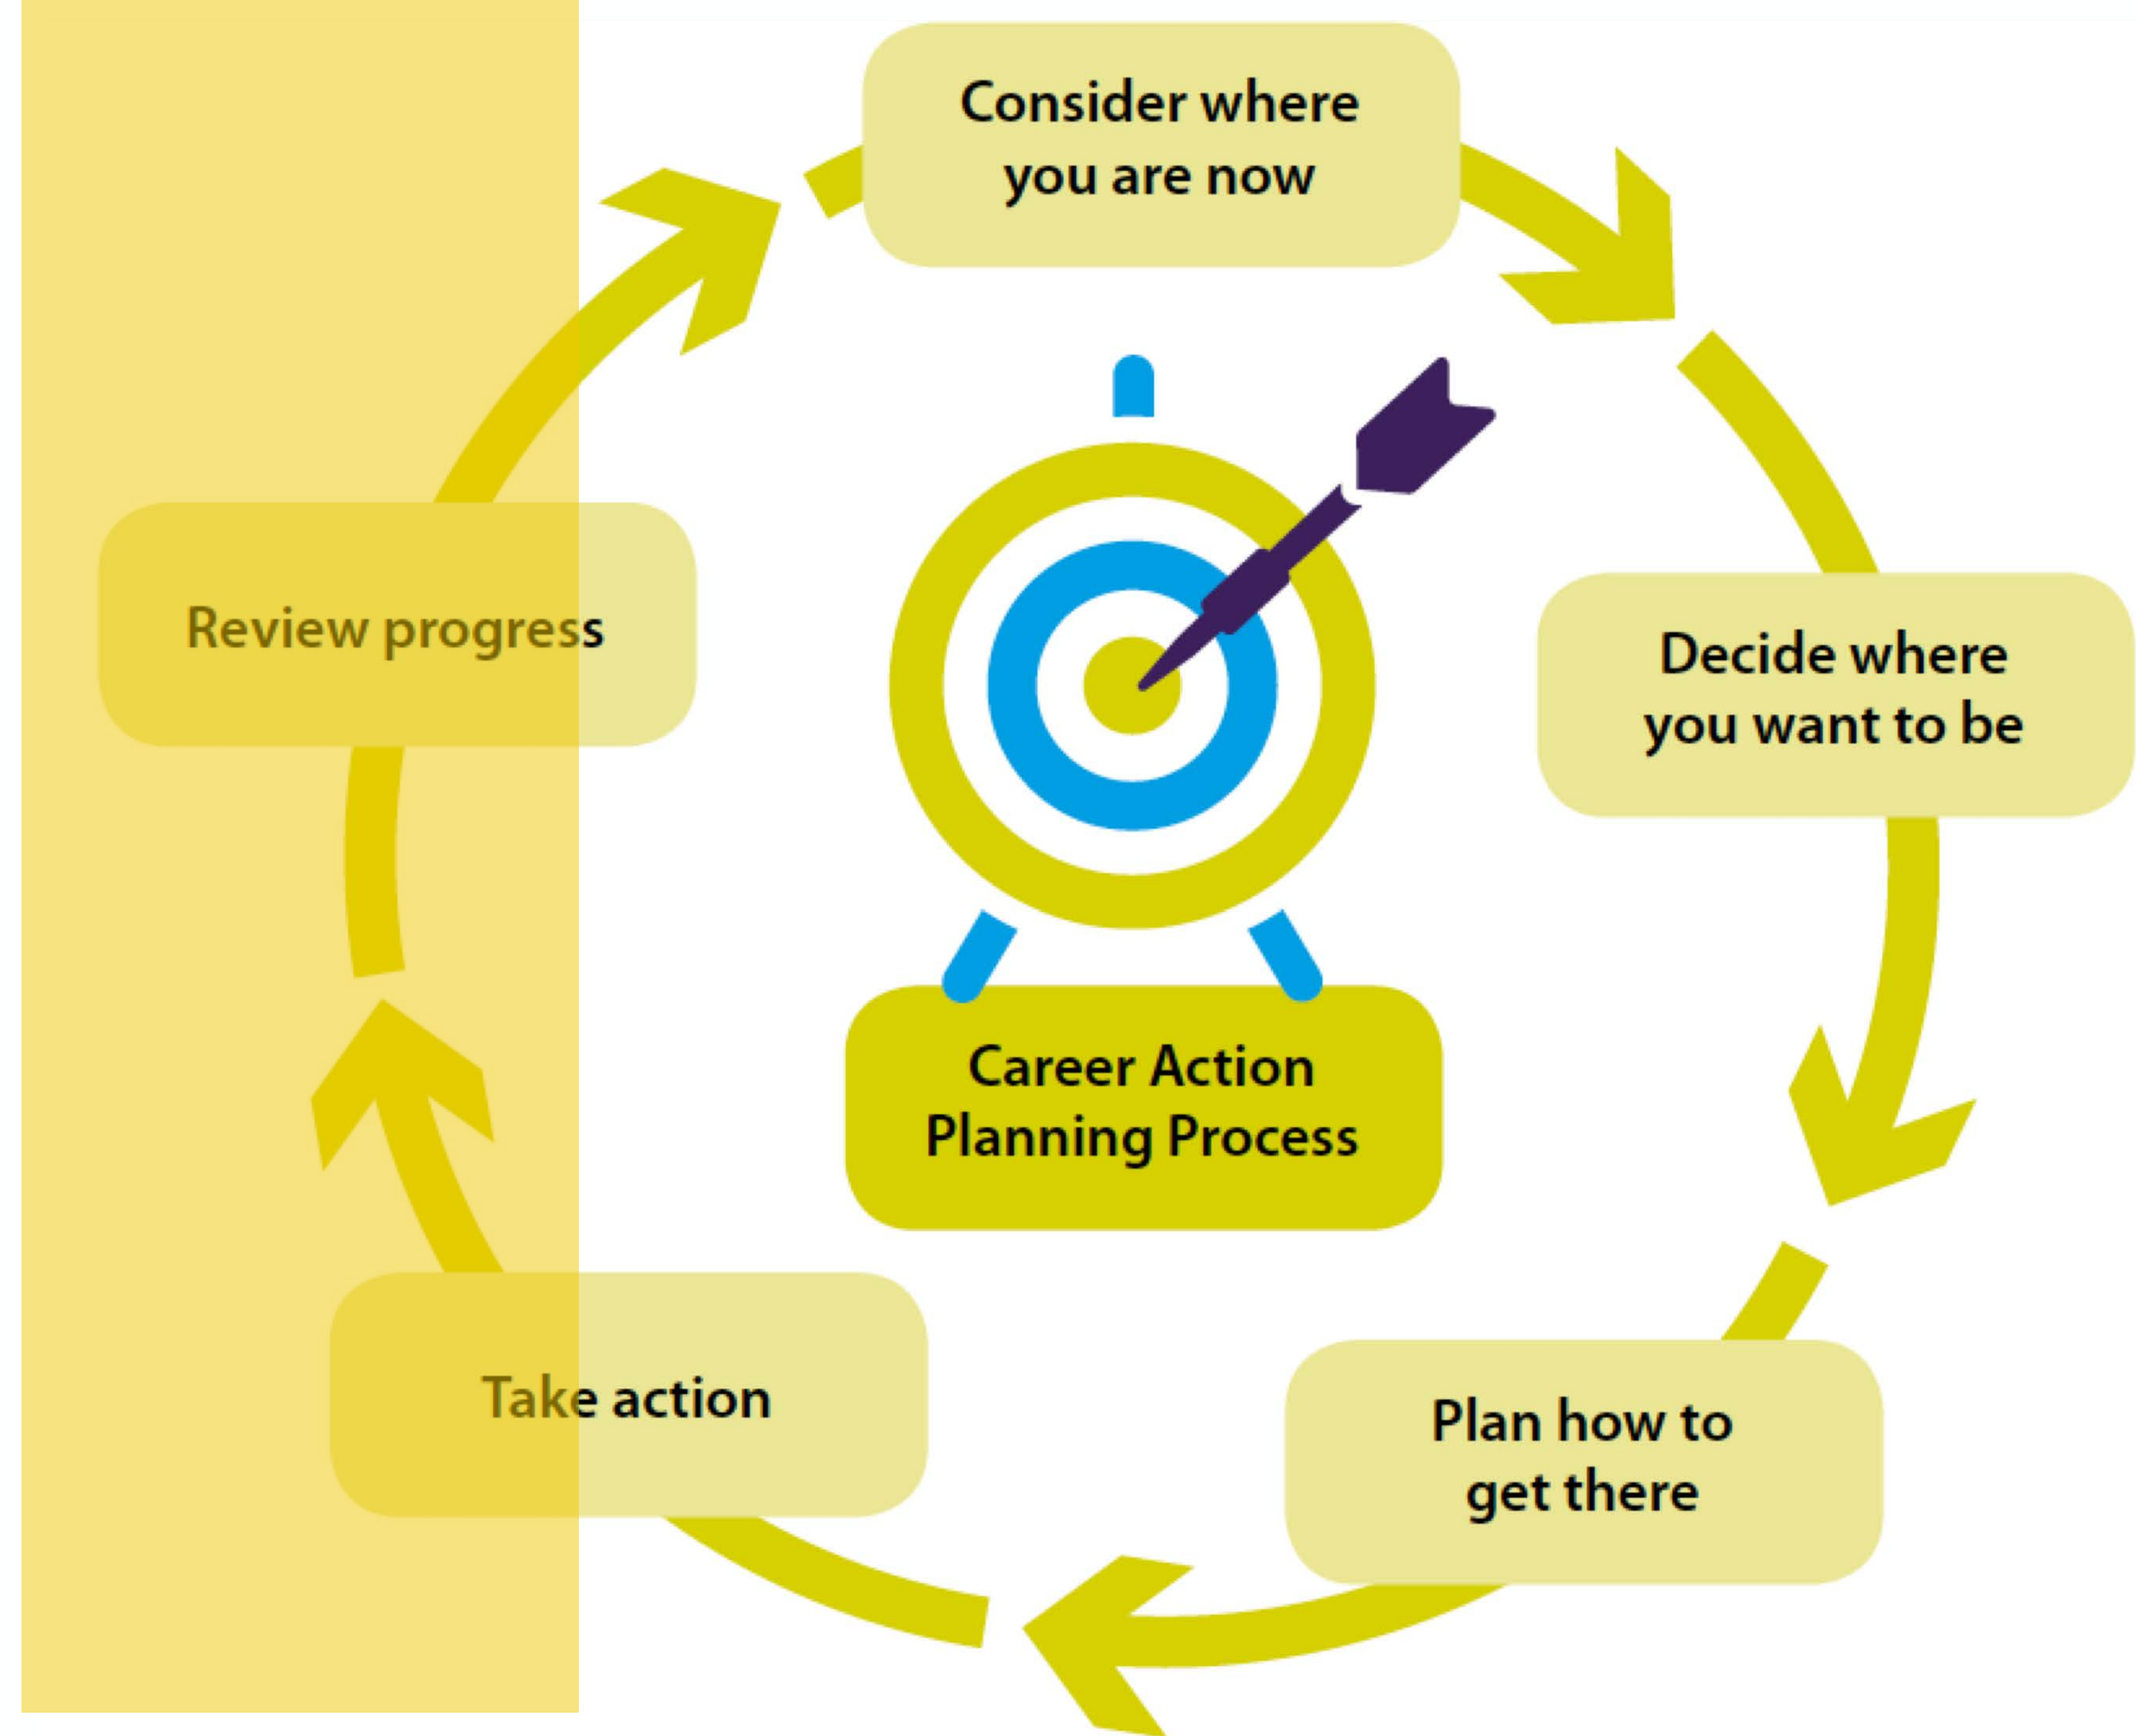 Consider where
you are now
Decide where
you want to be
Plan how to
get there
Take action
Review progress
Career Action
Planning Process